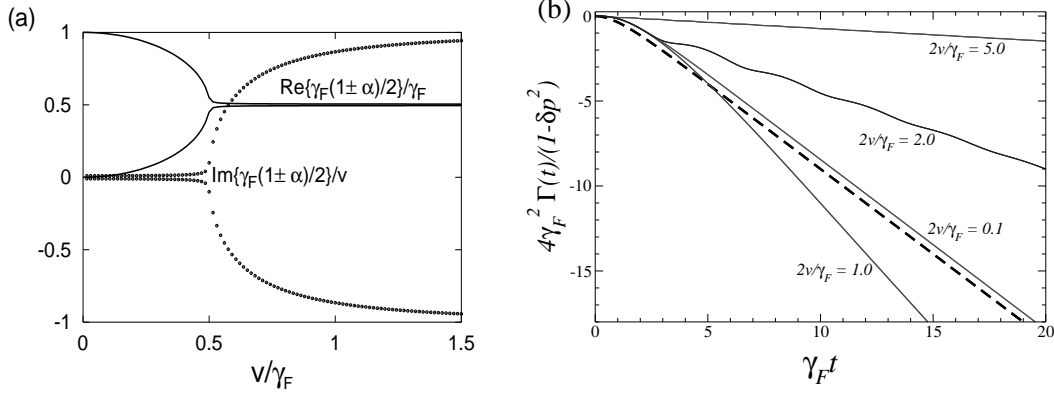 (a)
1
0.5
0
-0.5
-1
Re{γF(1± α)/2}/γF
Im{γF(1± α)/2}/v
0
0.5
1
1.5
v/γF
(b)
0
-5
-10
-15
4γF² Γ(t)/(1-δp²)
2v/γF = 5.0
2v/γF = 2.0
2v/γF = 0.1
2v/γF = 1.0
0
5
10
15
20
γF t